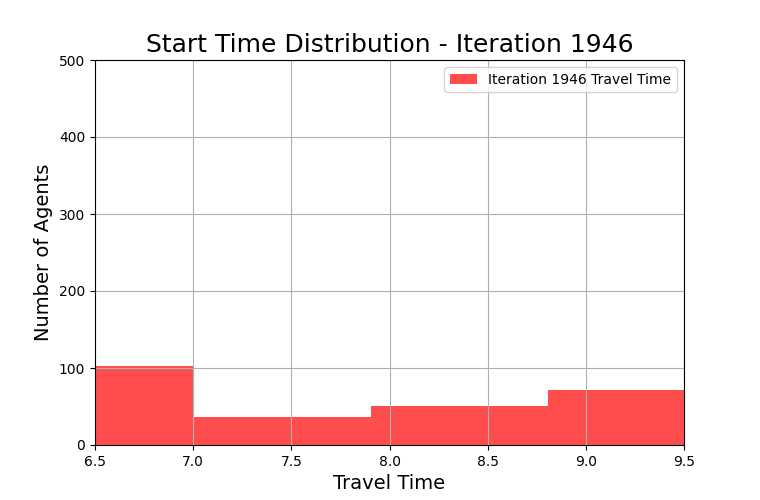 Start Time Distribution - Iteration 1946
Iteration 1946 Travel Time
Number of Agents
500
400
300
200
100
0
6.5 7.0 7.5 8.0 8.5 9.0 9.5
Travel Time